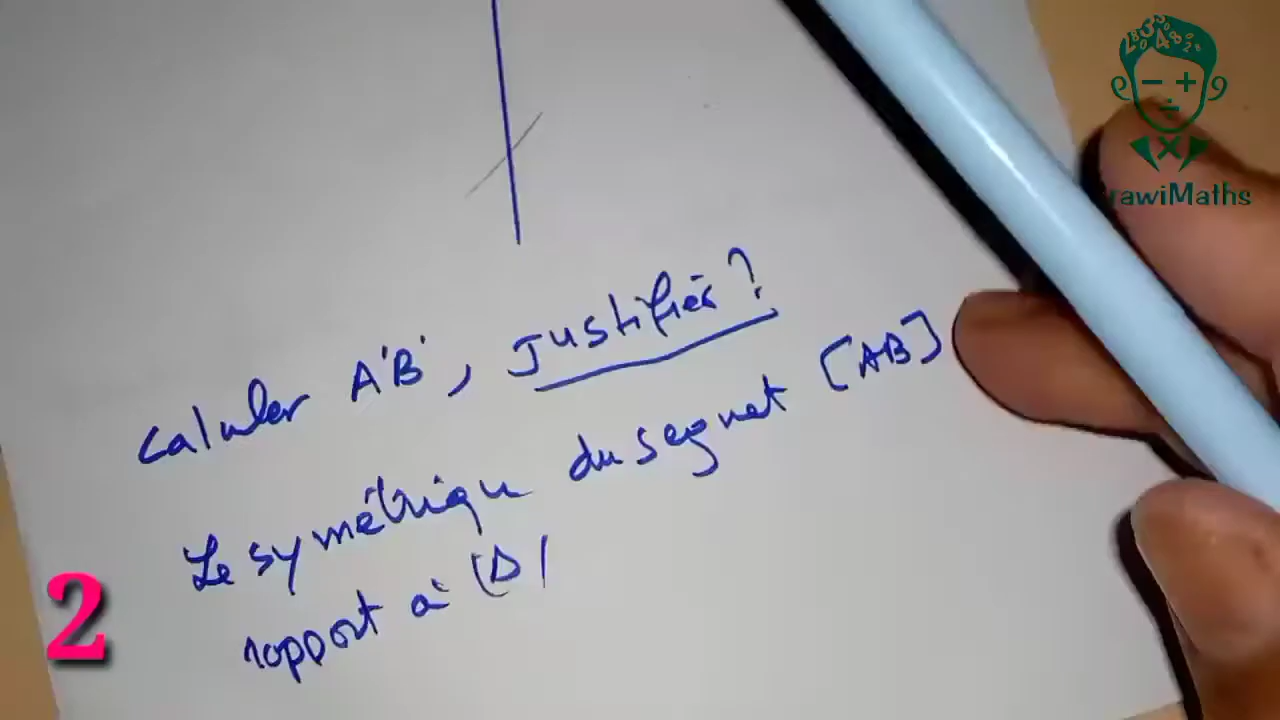 rawiMaths
Calculer A'B', Justifier?
Le symétrique du segment [AB]
rapport à (D)
2